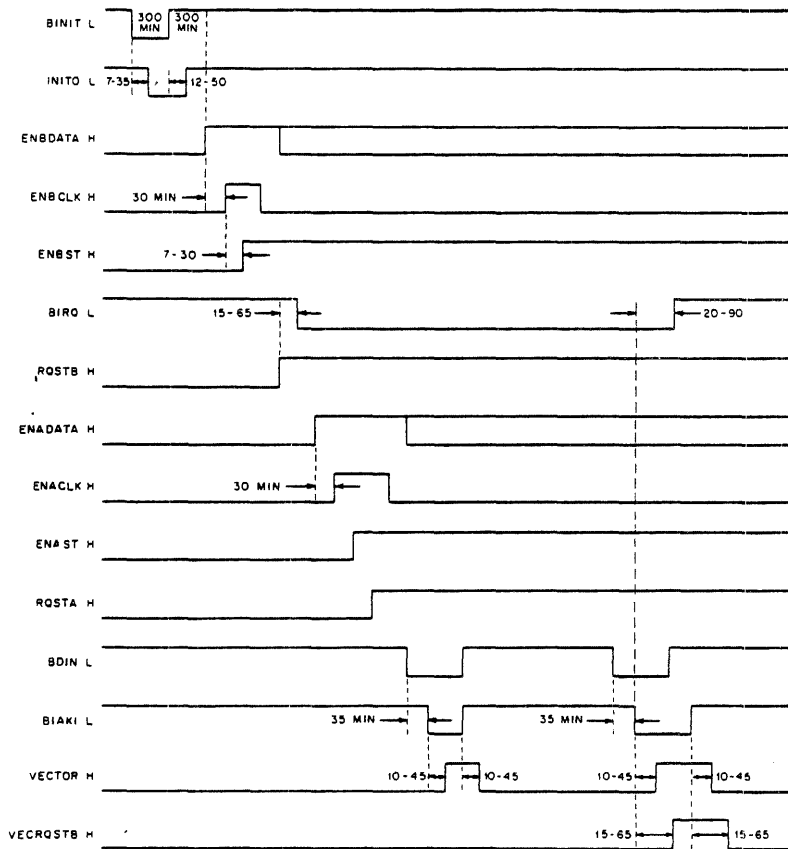 BINIT L 300 MIN 300 MIN
INITO L 7-35 12-50
ENBDATA H
ENBCLK H 30 MIN
ENBST H 7-30
BIRQ L 15-65 20-90
RQSTB H
ENADATA H
ENACLK H 30 MIN
ENAST H
RQSTA H
BDIN L
BIAKI L 35 MIN 35 MIN
VECTOR H 10-45 10-45 10-45 10-45
VECRQSTB H 15-65 15-65